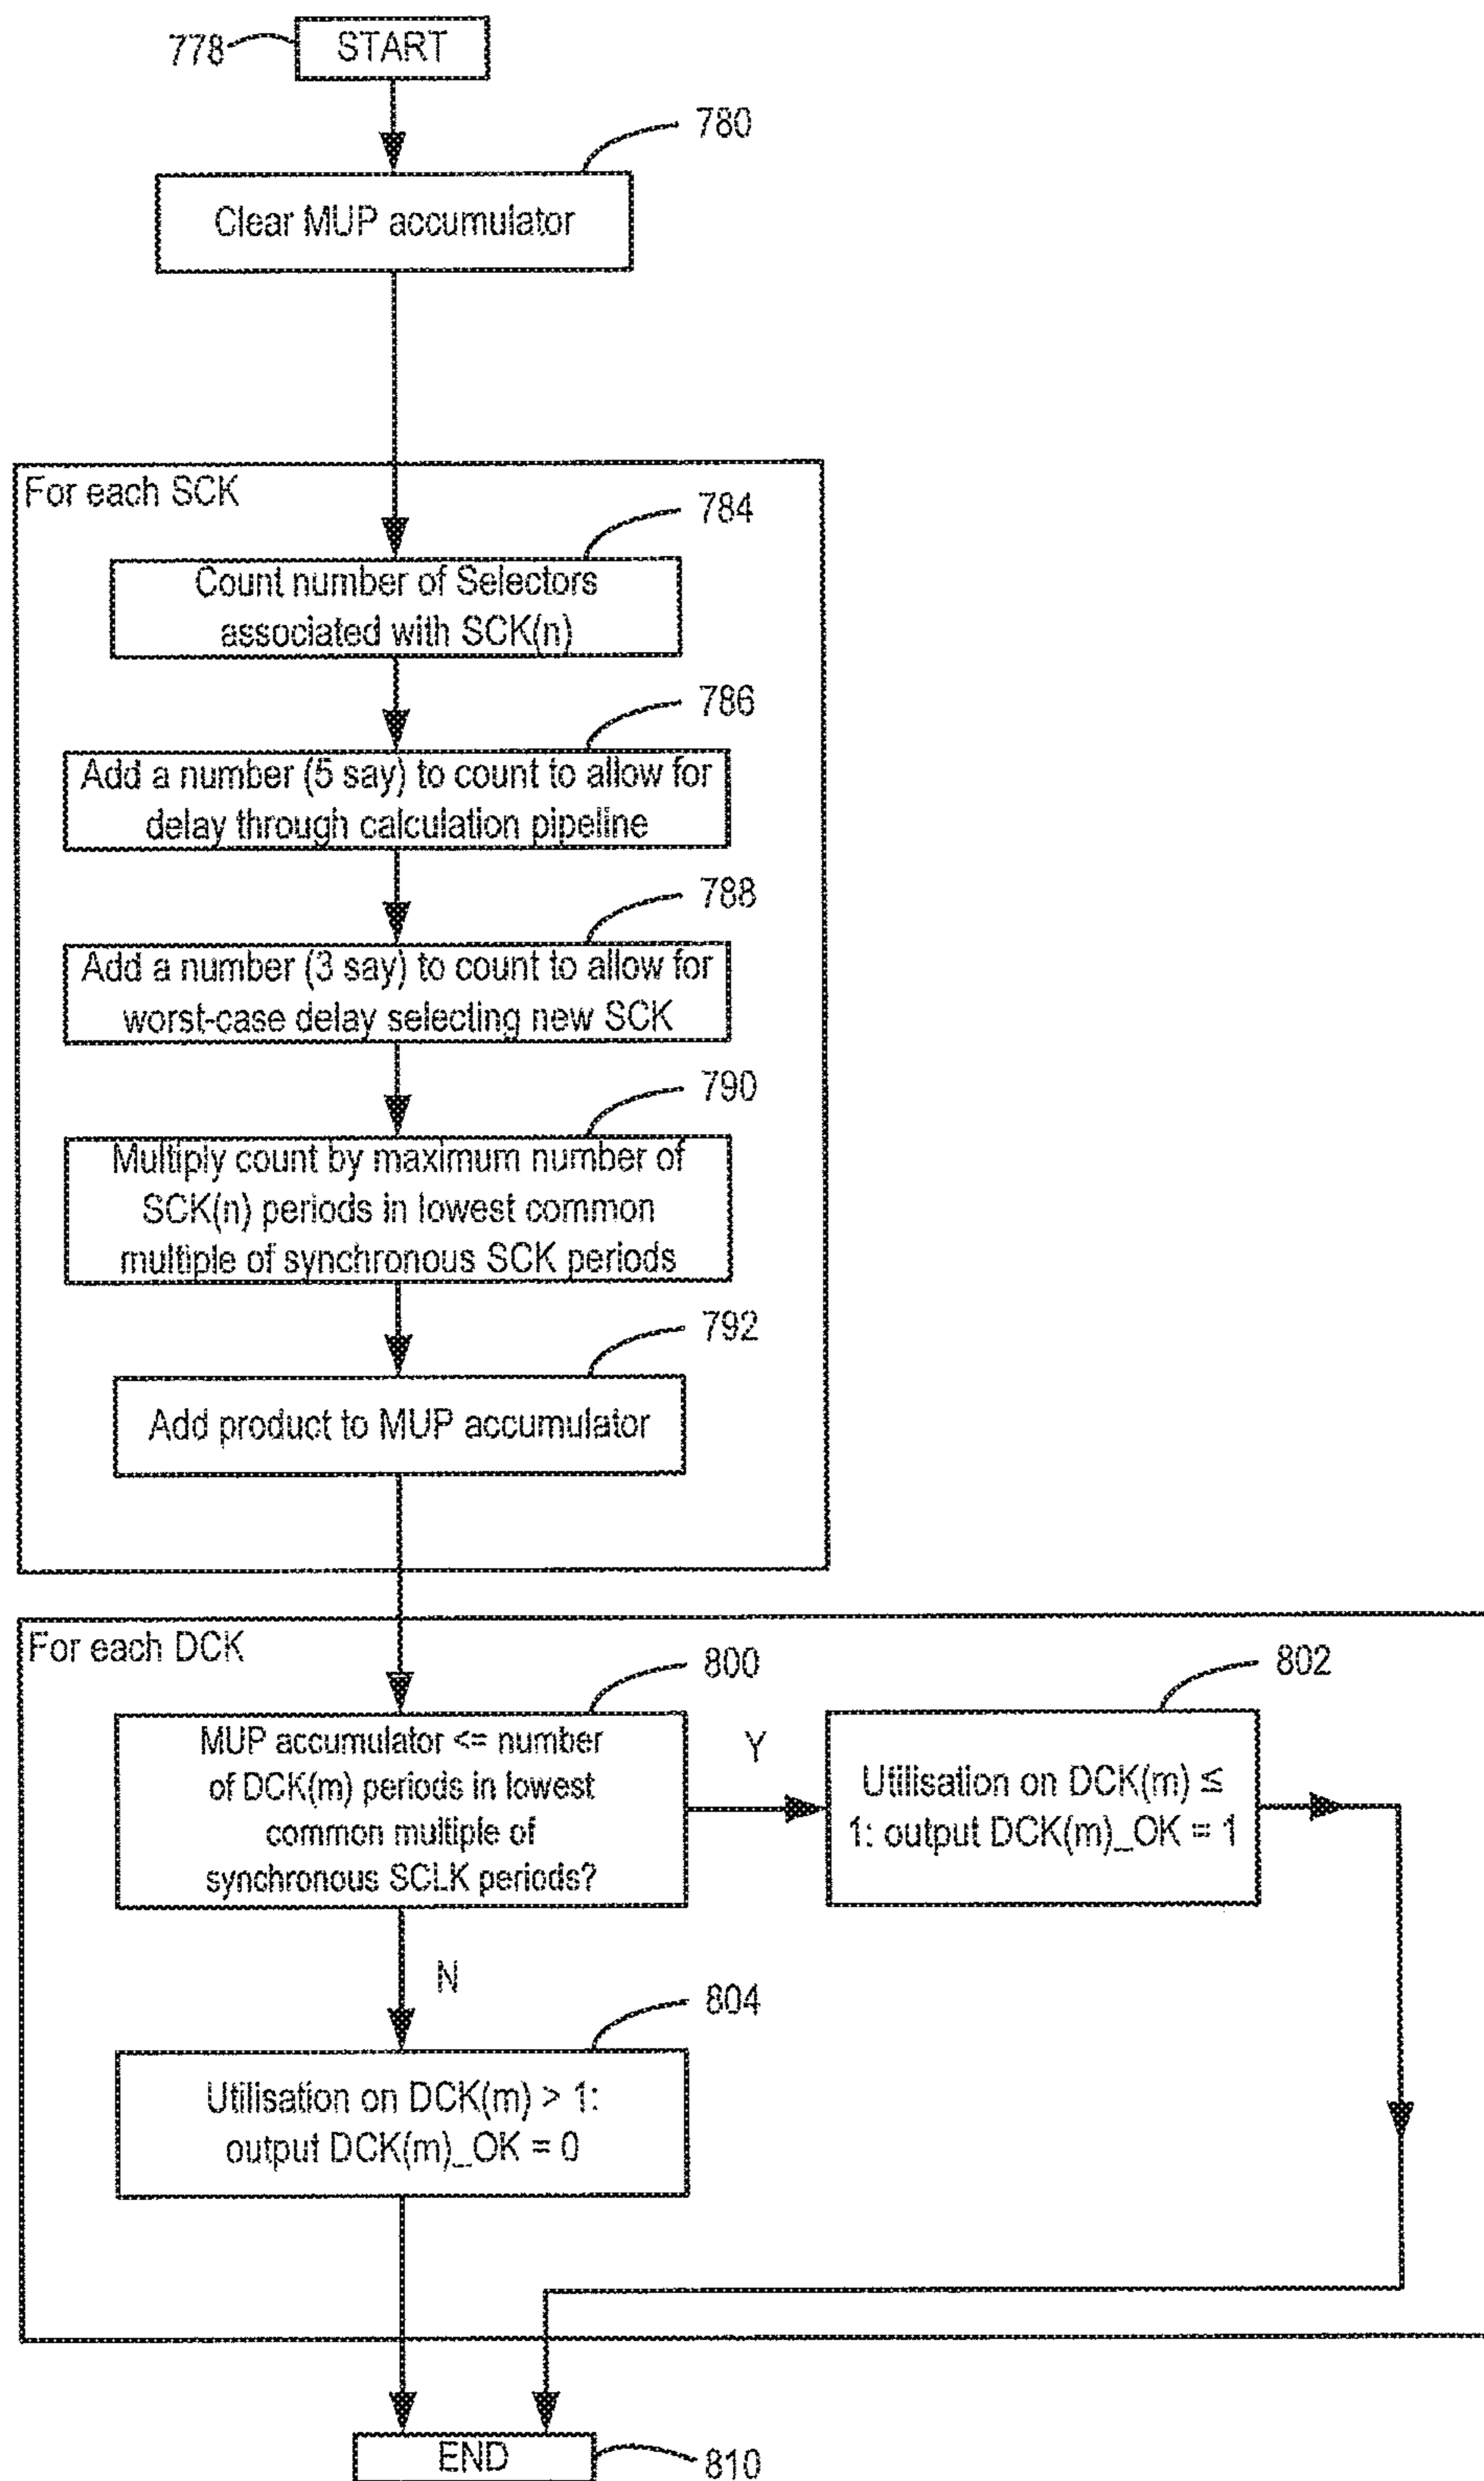 778
START
780
Clear MUP accumulator
For each SCK
784
Count number of Selectors
associated with SCK(n)
786
Add a number (5 say) to count to allow for
delay through calculation pipeline
788
Add a number (3 say) to count to allow for
worst-case delay selecting new SCK
790
Multiply count by maximum number of
SCK(n) periods in lowest common
multiple of synchronous SCK periods
792
Add product to MUP accumulator
For each DCK
800
MUP accumulator <= number
of DCK(m) periods in lowest
common multiple of
synchronous SCLK periods?
Y
802
Utilisation on DCK(m) ≤
1: output DCK(m)_OK = 1
N
804
Utilisation on DCK(m) > 1:
output DCK(m)_OK = 0
END
810